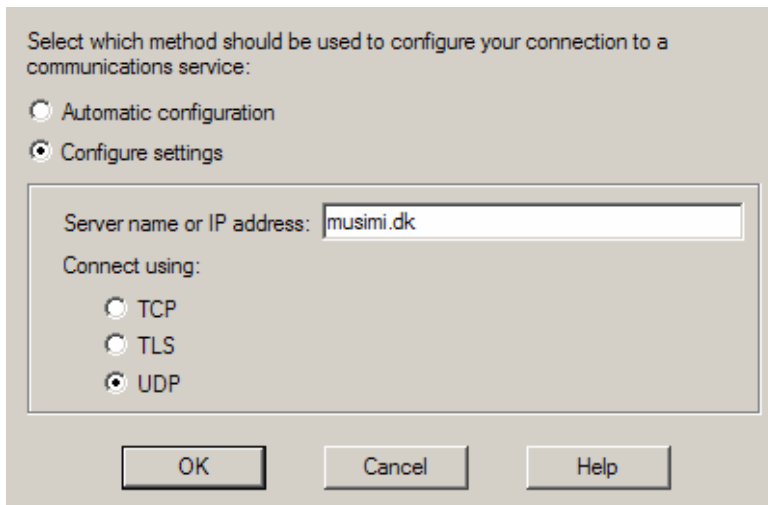 Select which method should be used to configure your connection to a
communications service:
Automatic configuration
Configure settings
Server name or IP address: musimi.dk
Connect using:
TCP
TLS
UDP
OK Cancel Help